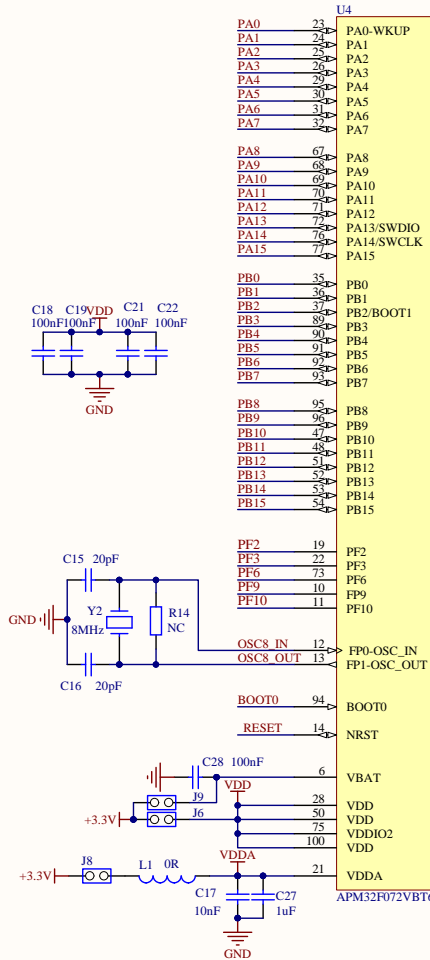 U4
PA0 23 PA0-WKUP
PA1 24 PA1
PA2 25 PA2
PA3 26 PA3
PA4 29 PA4
PA5 30 PA5
PA6 31 PA6
PA7 32 PA7
PA8 67 PA8
PA9 68 PA9
PA10 69 PA10
PA11 70 PA11
PA12 71 PA12
PA13 72 PA13/SWDIO
PA14 76 PA14/SWCLK
PA15 77 PA15
PB0 35 PB0
PB1 36 PB1
PB2 37 PB2/BOOT1
PB3 89 PB3
PB4 90 PB4
PB5 91 PB5
PB6 92 PB6
PB7 93 PB7
C18 C19 VDD C21 C22
100nF 100nF 100nF 100nF
GND
PB8 95 PB8
PB9 96 PB9
PB10 47 PB10
PB11 48 PB11
PB12 51 PB12
PB13 52 PB13
PB14 53 PB14
PB15 54 PB15
PF2 19 PF2
PF3 22 PF3
PF6 73 PF6
PF9 10 FP9
PF10 11 PF10
C15 20pF
GND Y2 R14
8MHz NC
C16 20pF
OSC8_IN 12 FP0-OSC_IN
OSC8_OUT 13 FP1-OSC_OUT
BOOT0 94 BOOT0
RESET 14 NRST
C28 100nF
6 VBAT
J9 VDD
+3.3V J6
28 VDD
50 VDD
75 VDDIO2
100 VDD
VDDA
+3.3V J8 L1 0R
21 VDDA
C17 C27
10nF 1uF
GND
APM32F072VBT6